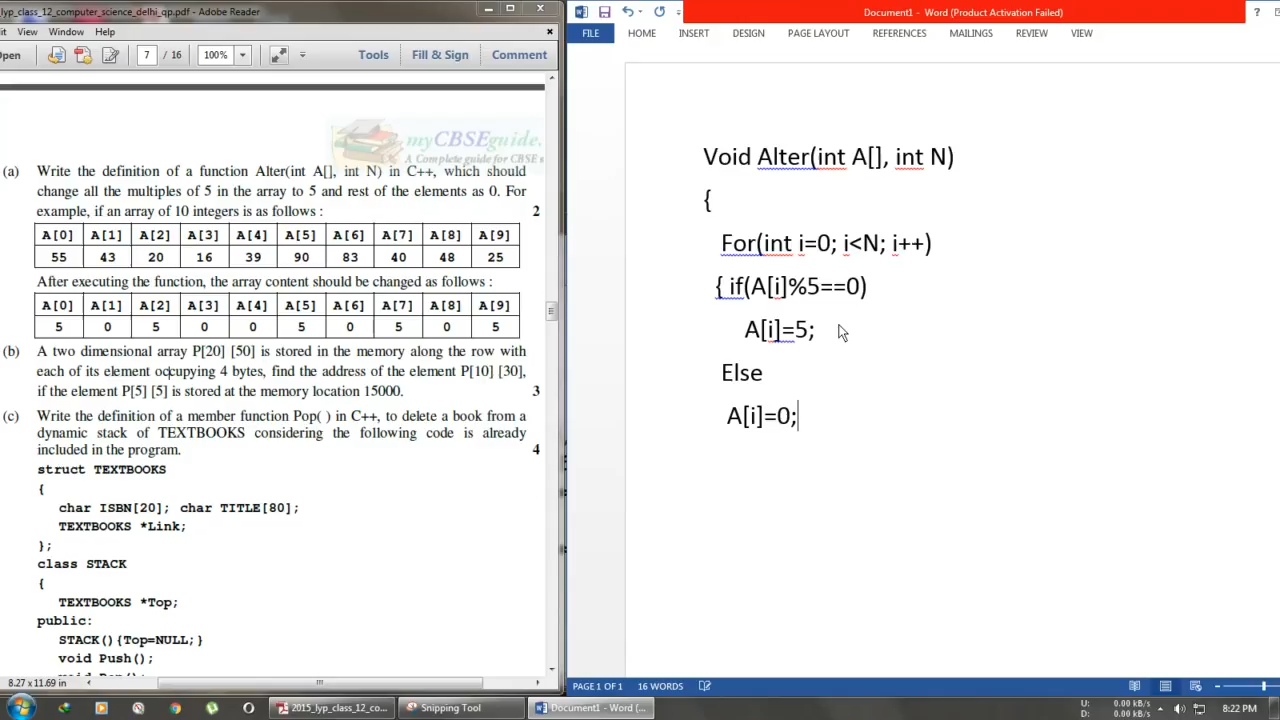 lyp_class_12_computer_science_delhi_qp.pdf - Adobe Reader
it View Window Help
Open 7 / 16 100% Tools Fill & Sign Comment
myCBSEguide.
A Complete guide for CBSE s
(a) Write the definition of a function Alter(int A[], int N) in C++, which should
change all the multiples of 5 in the array to 5 and rest of the elements as 0. For
example, if an array of 10 integers is as follows : 2
A[0] A[1] A[2] A[3] A[4] A[5] A[6] A[7] A[8] A[9]
55 43 20 16 39 90 83 40 48 25
After executing the function, the array content should be changed as follows :
A[0] A[1] A[2] A[3] A[4] A[5] A[6] A[7] A[8] A[9]
5 0 5 0 0 5 0 5 0 5
(b) A two dimensional array P[20] [50] is stored in the memory along the row with
each of its element occupying 4 bytes, find the address of the element P[10] [30],
if the element P[5] [5] is stored at the memory location 15000. 3
(c) Write the definition of a member function Pop( ) in C++, to delete a book from a
dynamic stack of TEXTBOOKS considering the following code is already
included in the program. 4
struct TEXTBOOKS
{
char ISBN[20]; char TITLE[80];
TEXTBOOKS *Link;
};
class STACK
{
TEXTBOOKS *Top;
public:
STACK(){Top=NULL;}
void Push();
8.27 x 11.69 in
Document1 - Word (Product Activation Failed)
FILE HOME INSERT DESIGN PAGE LAYOUT REFERENCES MAILINGS REVIEW VIEW
Void Alter(int A[], int N)
{
For(int i=0; i<N; i++)
{ if(A[i]%5==0)
A[i]=5;
Else
A[i]=0;
PAGE 1 OF 1 16 WORDS
2015_lyp_class_12_co... Snipping Tool Document1 - Word (...
U: 0.00 kB/s
D: 0.00 kB/s
8:22 PM